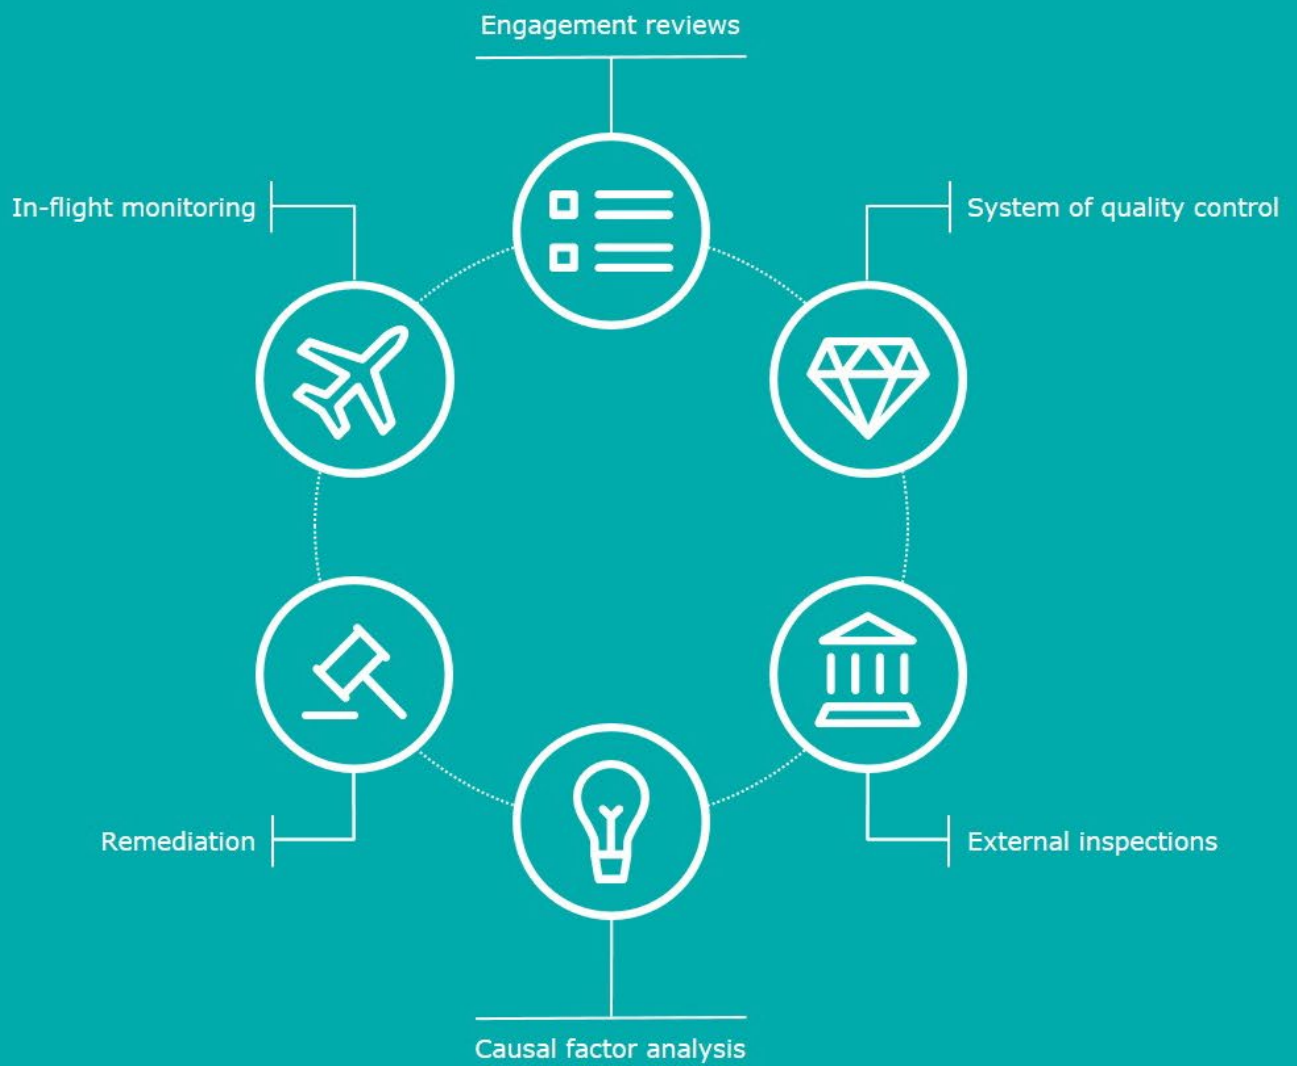 Engagement reviews
In-flight monitoring
System of quality control
Remediation
External inspections
Causal factor analysis